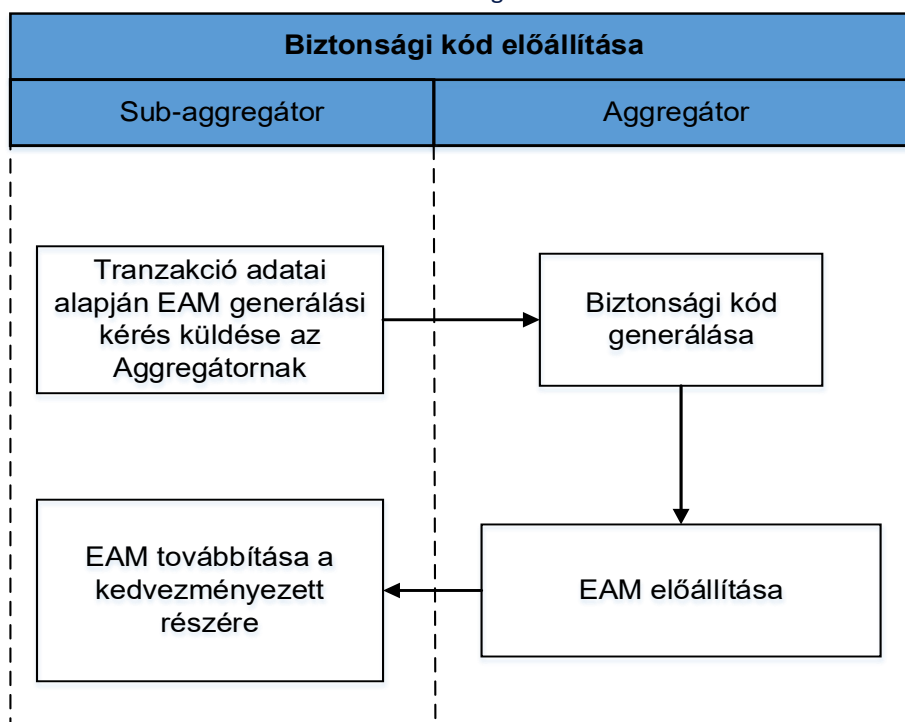 Biztonsági kód előállítása
Sub-aggregátor
Aggregátor
Tranzakció adatai
alapján EAM generálási
kérés küldése az
Aggregátornak
Biztonsági kód
generálása
EAM továbbítása a
kedvezményezett
részére
EAM előállítása